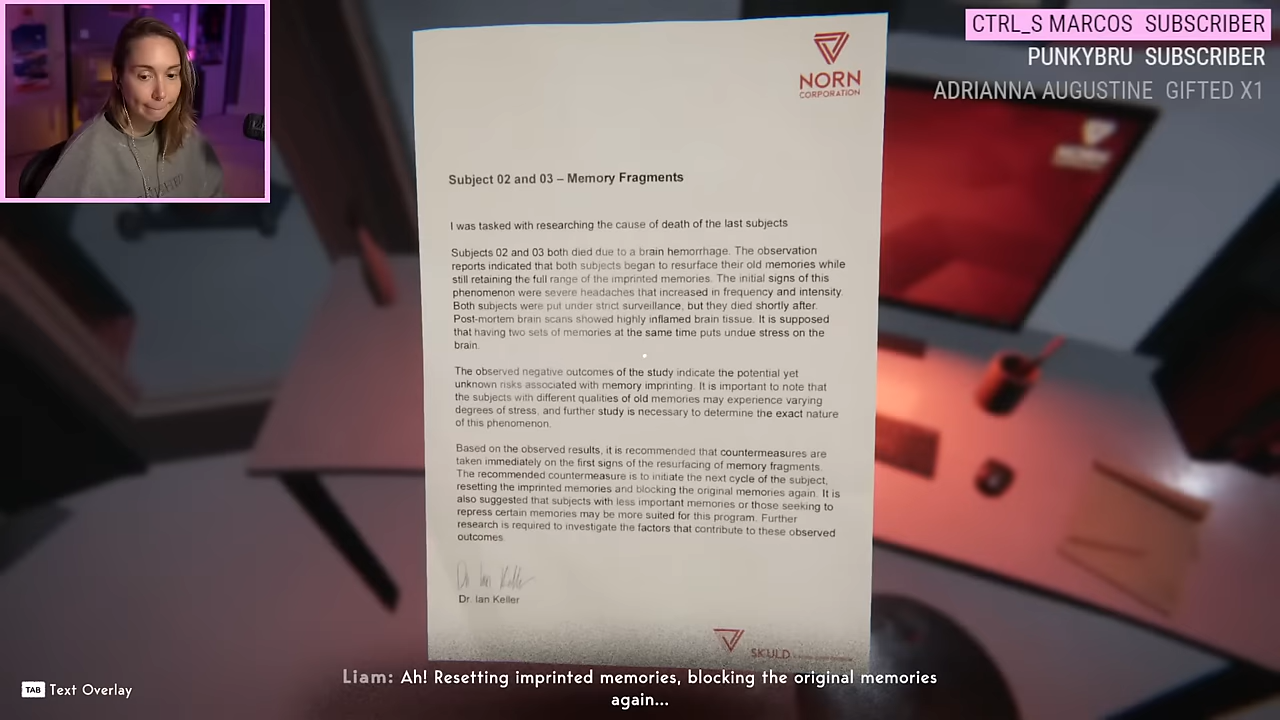 CTRL_S MARCOS SUBSCRIBER
PUNKYBRU SUBSCRIBER
ADRIANNA AUGUSTINE GIFTED X1
NORN
CORPORATION
Subject 02 and 03 – Memory Fragments
I was tasked with researching the cause of death of the last subjects
Subjects 02 and 03 both died due to a brain hemorrhage. The observation
reports indicated that both subjects began to resurface their old memories while
still retaining the full range of the imprinted memories. The initial signs of this
phenomenon were severe headaches that increased in frequency and intensity.
Both subjects were put under strict surveillance, but they died shortly after.
Post-mortem brain scans showed highly inflamed brain tissue. It is supposed
that having two sets of memories at the same time puts undue stress on the
brain.
The observed negative outcomes of the study indicate the potential yet
unknown risks associated with memory imprinting. It is important to note that
the subjects with different qualities of old memories may experience varying
degrees of stress, and further study is necessary to determine the exact nature
of this phenomenon.
Based on the observed results, it is recommended that countermeasures are
taken immediately on the first signs of the resurfacing of memory fragments.
The recommended countermeasure is to initiate the next cycle of the subject,
resetting the imprinted memories and blocking the original memories again. It is
also suggested that subjects with less important memories or those seeking to
repress certain memories may be more suited for this program. Further
research is required to investigate the factors that contribute to these observed
outcomes.
Dr. Ian Keller
Dr. Ian Keller
SKULD
Liam: Ah! Resetting imprinted memories, blocking the original memories
again...
TAB Text Overlay